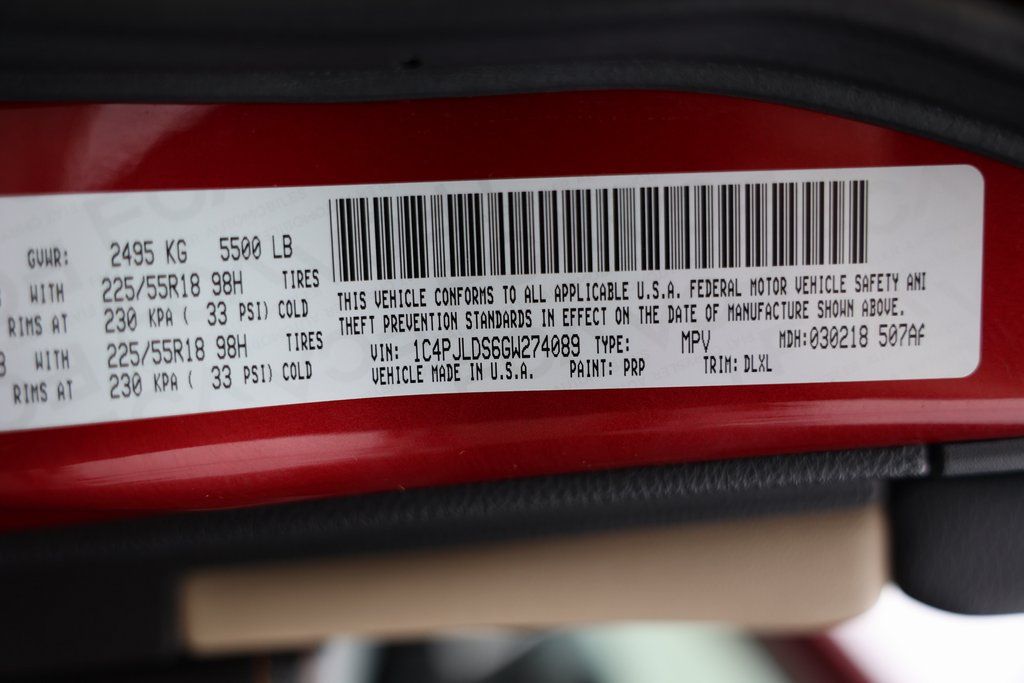 GVWR: 2495 KG 5500 LB
WITH 225/55R18 98H TIRES
RIMS AT 230 KPA ( 33 PSI) COLD
WITH 225/55R18 98H TIRES
RIMS AT 230 KPA ( 33 PSI) COLD
THIS VEHICLE CONFORMS TO ALL APPLICABLE U.S.A. FEDERAL MOTOR VEHICLE SAFETY AND
THEFT PREVENTION STANDARDS IN EFFECT ON THE DATE OF MANUFACTURE SHOWN ABOVE.
VIN: 1C4PJLDS6GW274089 TYPE: MPV MDH:030218 507AF
VEHICLE MADE IN U.S.A. PAINT: PRP TRIM: DLXL